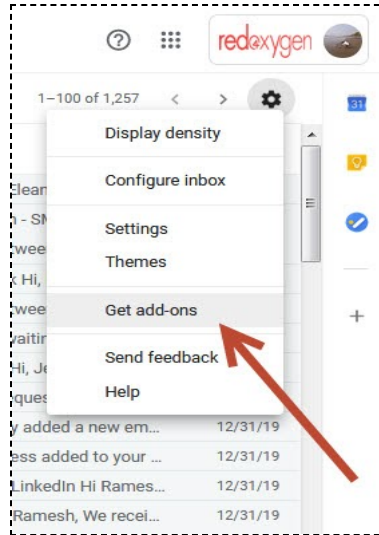 redoxygen
1–100 of 1,257
31
Display density
Configure inbox
Settings
Themes
Get add-ons
Send feedback
Help
Hi,
Hi,
y added a new em... 12/31/19
ess added to your ... 12/31/19
LinkedIn Hi Rames... 12/31/19
Ramesh, We recei... 12/31/19